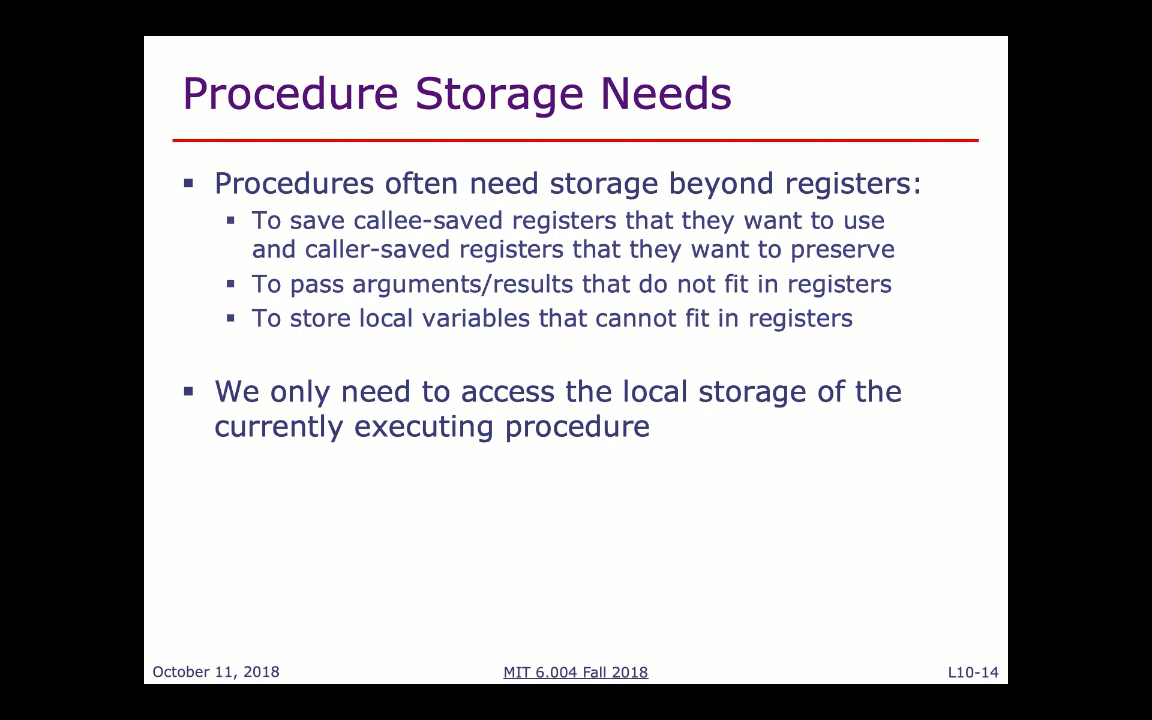 Procedure Storage Needs
▪ Procedures often need storage beyond registers:
▪ To save callee-saved registers that they want to use
and caller-saved registers that they want to preserve
▪ To pass arguments/results that do not fit in registers
▪ To store local variables that cannot fit in registers
▪ We only need to access the local storage of the
currently executing procedure
October 11, 2018
MIT 6.004 Fall 2018
L10-14